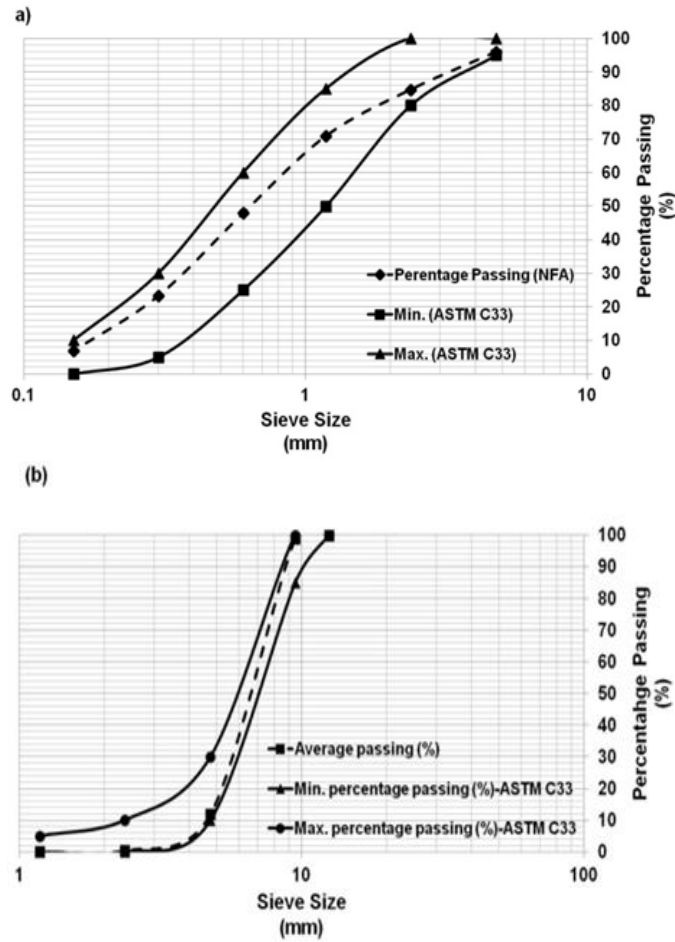 a)
100
90
80
70
60
50
40
30
20
10
0
Percentage Passing
(%)
Perentage Passing (NFA)
Min. (ASTM C33)
Max. (ASTM C33)
0.1
1
10
Sieve Size
(mm)
(b)
100
90
80
70
60
50
40
30
20
10
0
Percentahge Passing
(%)
Average passing (%)
Min. percentage passing (%)-ASTM C33
Max. percentage passing (%)-ASTM C33
1
10
100
Sieve Size
(mm)